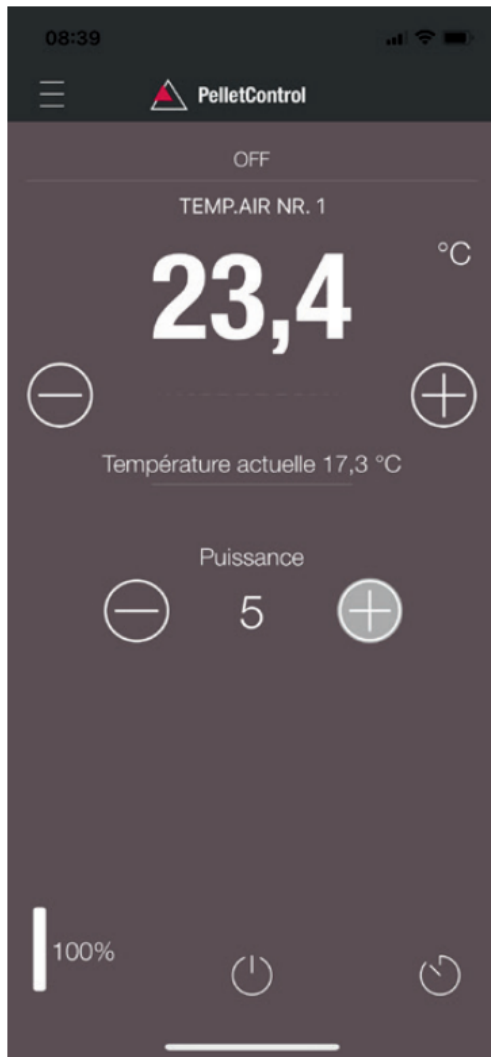 08:39
PelletControl
OFF
TEMP.AIR NR. 1
23,4 °C
Température actuelle 17,3 °C
Puissance
5
100%